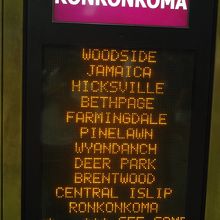 RONKONKOMA
WOODSIDE
JAMAICA
HICKSVILLE
BETHPAGE
FARMINGDALE
PINELAWN
WYANDANCH
DEER PARK
BRENTWOOD
CENTRAL ISLIP
RONKONKOMA